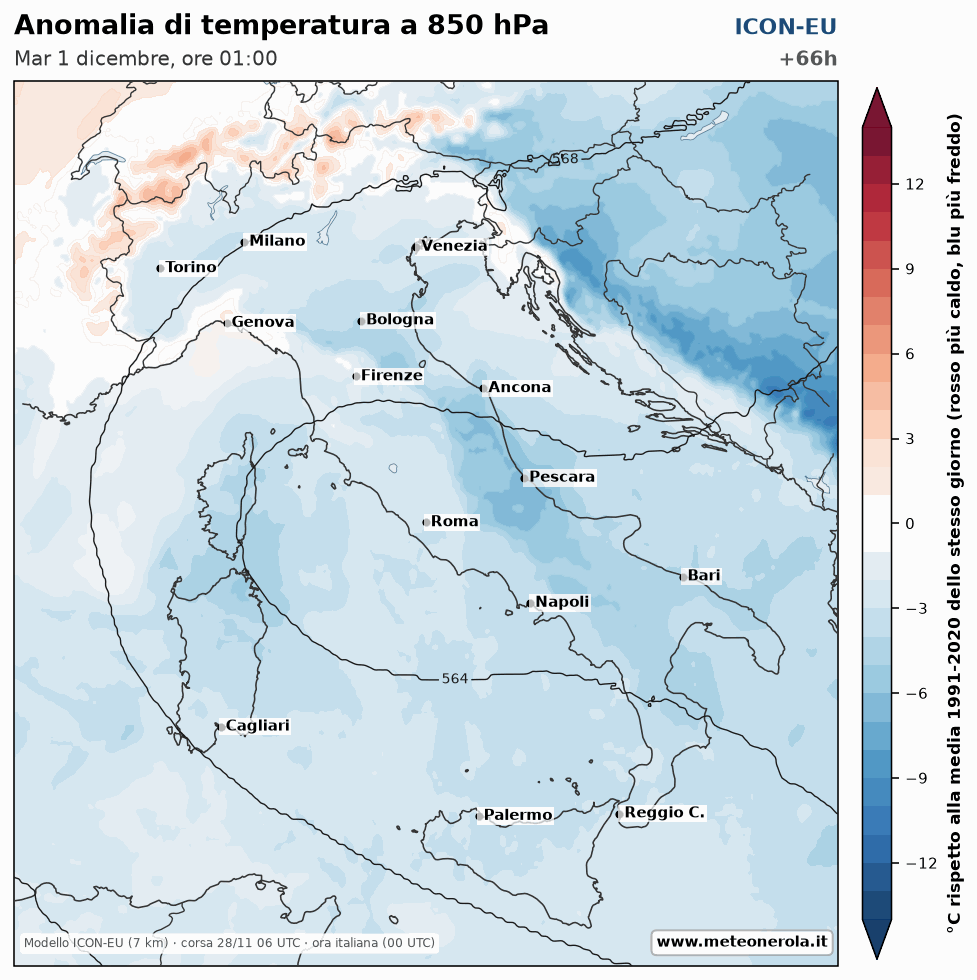 Anomalia di temperatura a 850 hPa
ICON-EU
Mar 1 dicembre, ore 01:00
+66h
568
Milano
Venezia
Torino
Genova
Bologna
Firenze
Ancona
Pescara
Roma
Bari
Napoli
564
Cagliari
Palermo
Reggio C.
Modello ICON-EU (7 km) · corsa 28/11 06 UTC · ora italiana (00 UTC)
www.meteonerola.it
12
9
6
3
0
−3
−6
−9
−12
°C rispetto alla media 1991-2020 dello stesso giorno (rosso più caldo, blu più freddo)